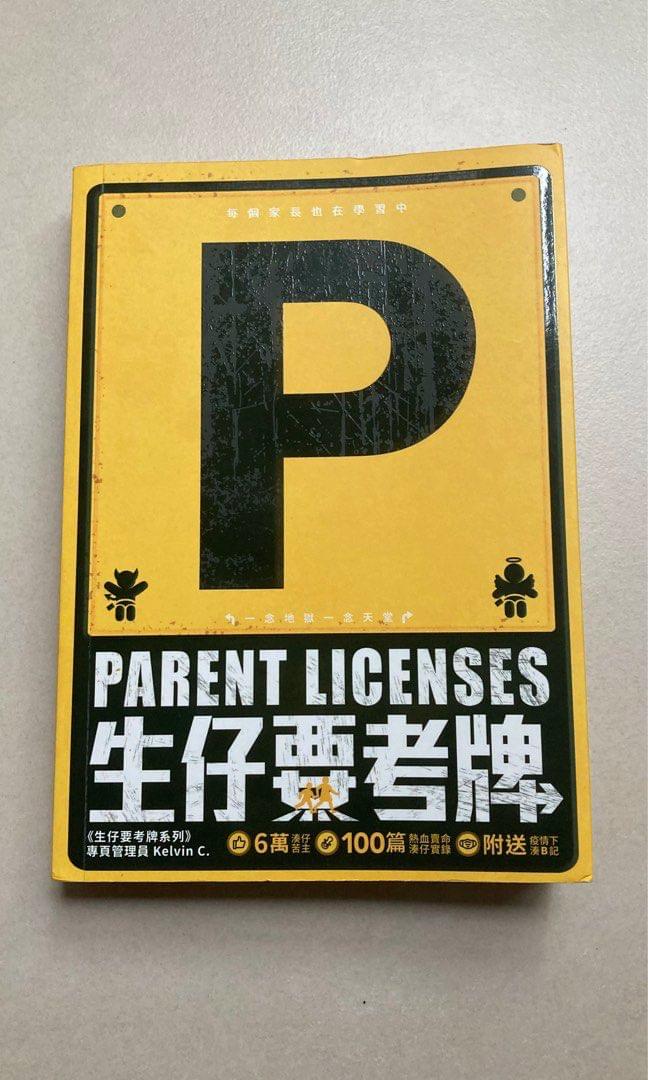 每個家長也在學習中
P
一念地獄一念天堂
PARENT LICENSES
生仔要考牌
《生仔要考牌系列》
專頁管理員 Kelvin C.
6萬 湊仔苦主
100篇 熱血賣命湊仔實錄
附送 疫情下湊B記